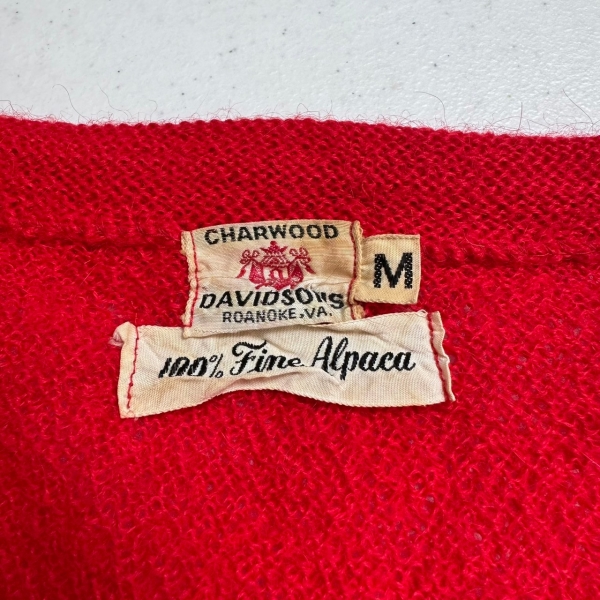 CHARWOOD
DAVIDSONS
ROANOKE, VA.
M
100% Fine Alpaca